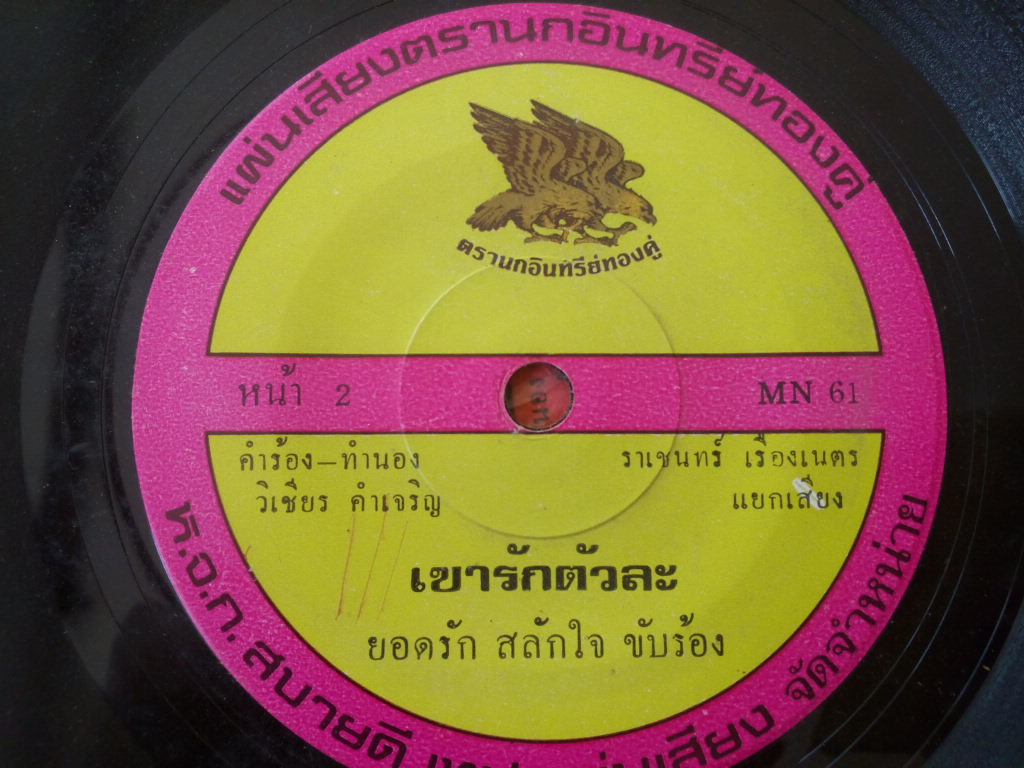 แผ่นเสียงตรานกอินทรีย์ทองคู่
ตรานกอินทรีย์ทองคู่
หน้า 2
MN 61
คำร้อง–ทำนอง
วิเชียร คำเจริญ
ราเชนทร์ เรืองเนตร
แยกเสียง
เขารักตัวละ
ยอดรัก สลักใจ ขับร้อง
ห.จ.ก. สบายดี แผ่นเสียง จัดจำหน่าย